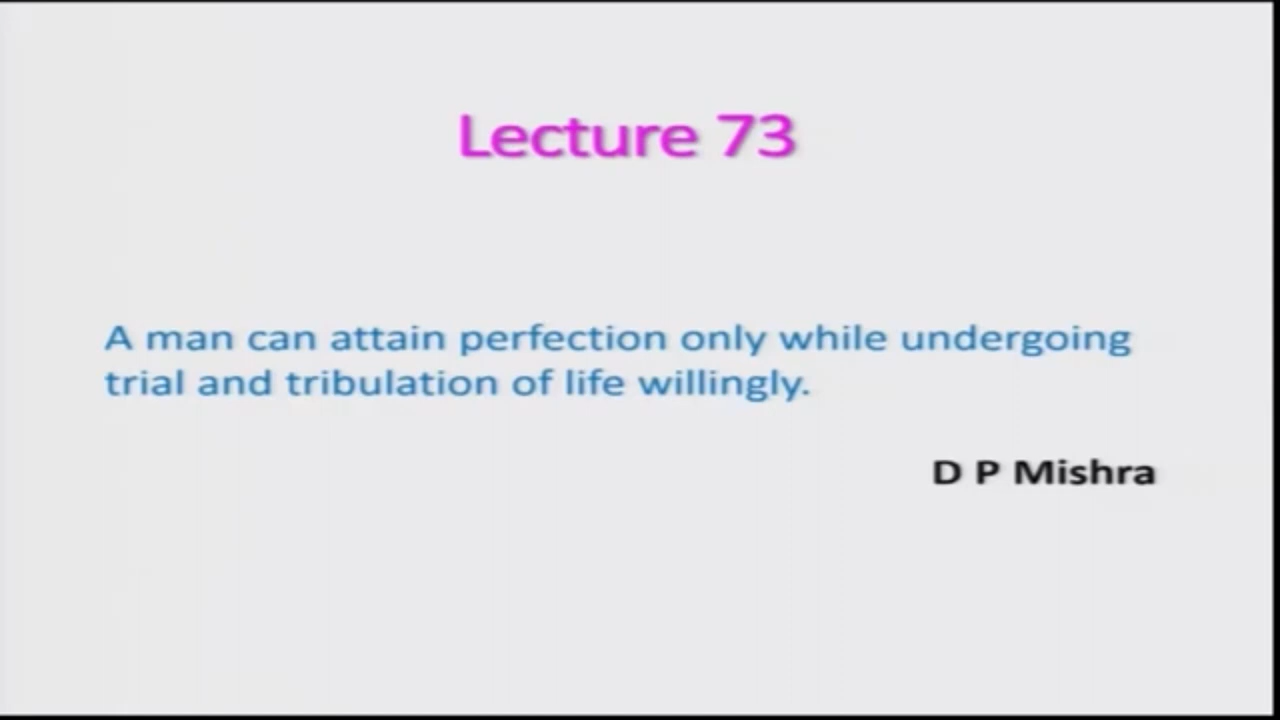 Lecture 73
A man can attain perfection only while undergoing
trial and tribulation of life willingly.
D P Mishra